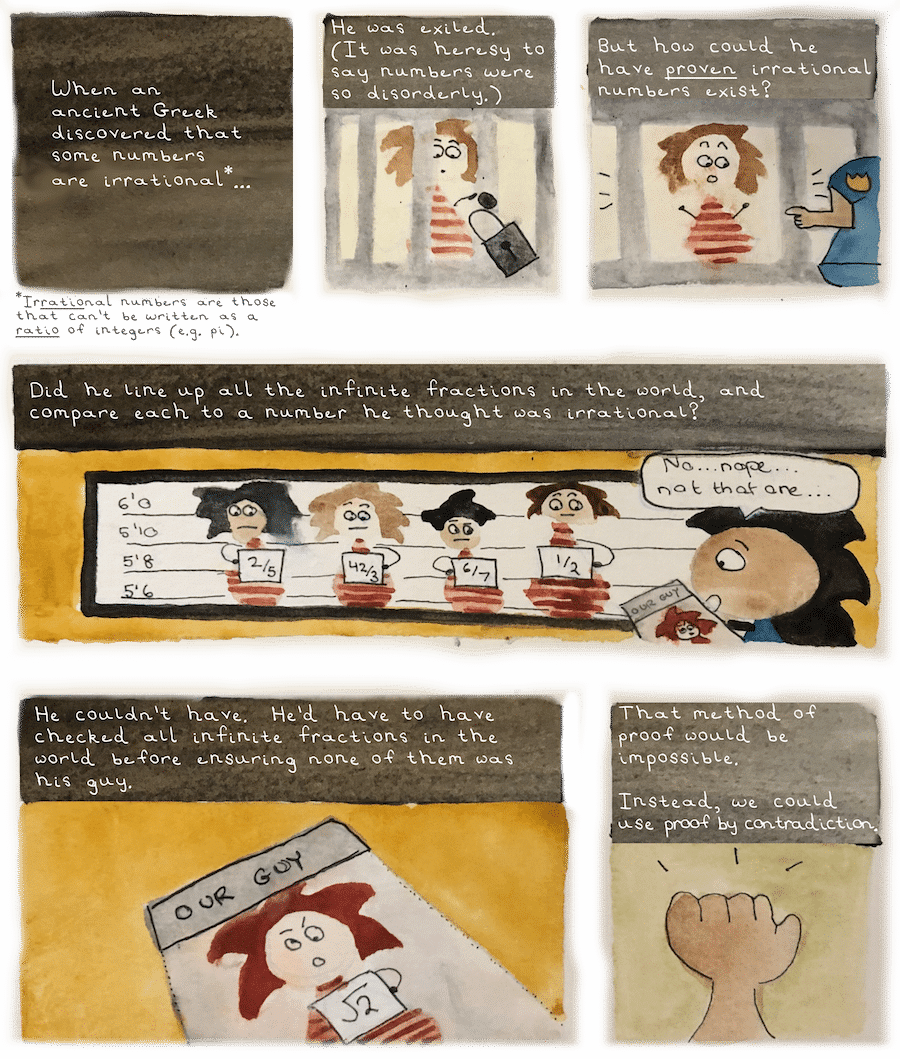 When an
ancient Greek
discovered that
some numbers
are irrational*...
He was exiled.
(It was heresy to
say numbers were
so disorderly.)
But how could he
have proven irrational
numbers exist?
*Irrational numbers are those
that can't be written as a
ratio of integers (e.g. pi).
Did he line up all the infinite fractions in the world, and
compare each to a number he thought was irrational?
No...nope...
not that one...
6'0
5'10
5'8
5'6
2/5
42/3
6/7
1/2
OUR GUY
He couldn't have. He'd have to have
checked all infinite fractions in the
world before ensuring none of them was
his guy.
OUR GUY
√2
That method of
proof would be
impossible.
Instead, we could
use proof by contradiction.